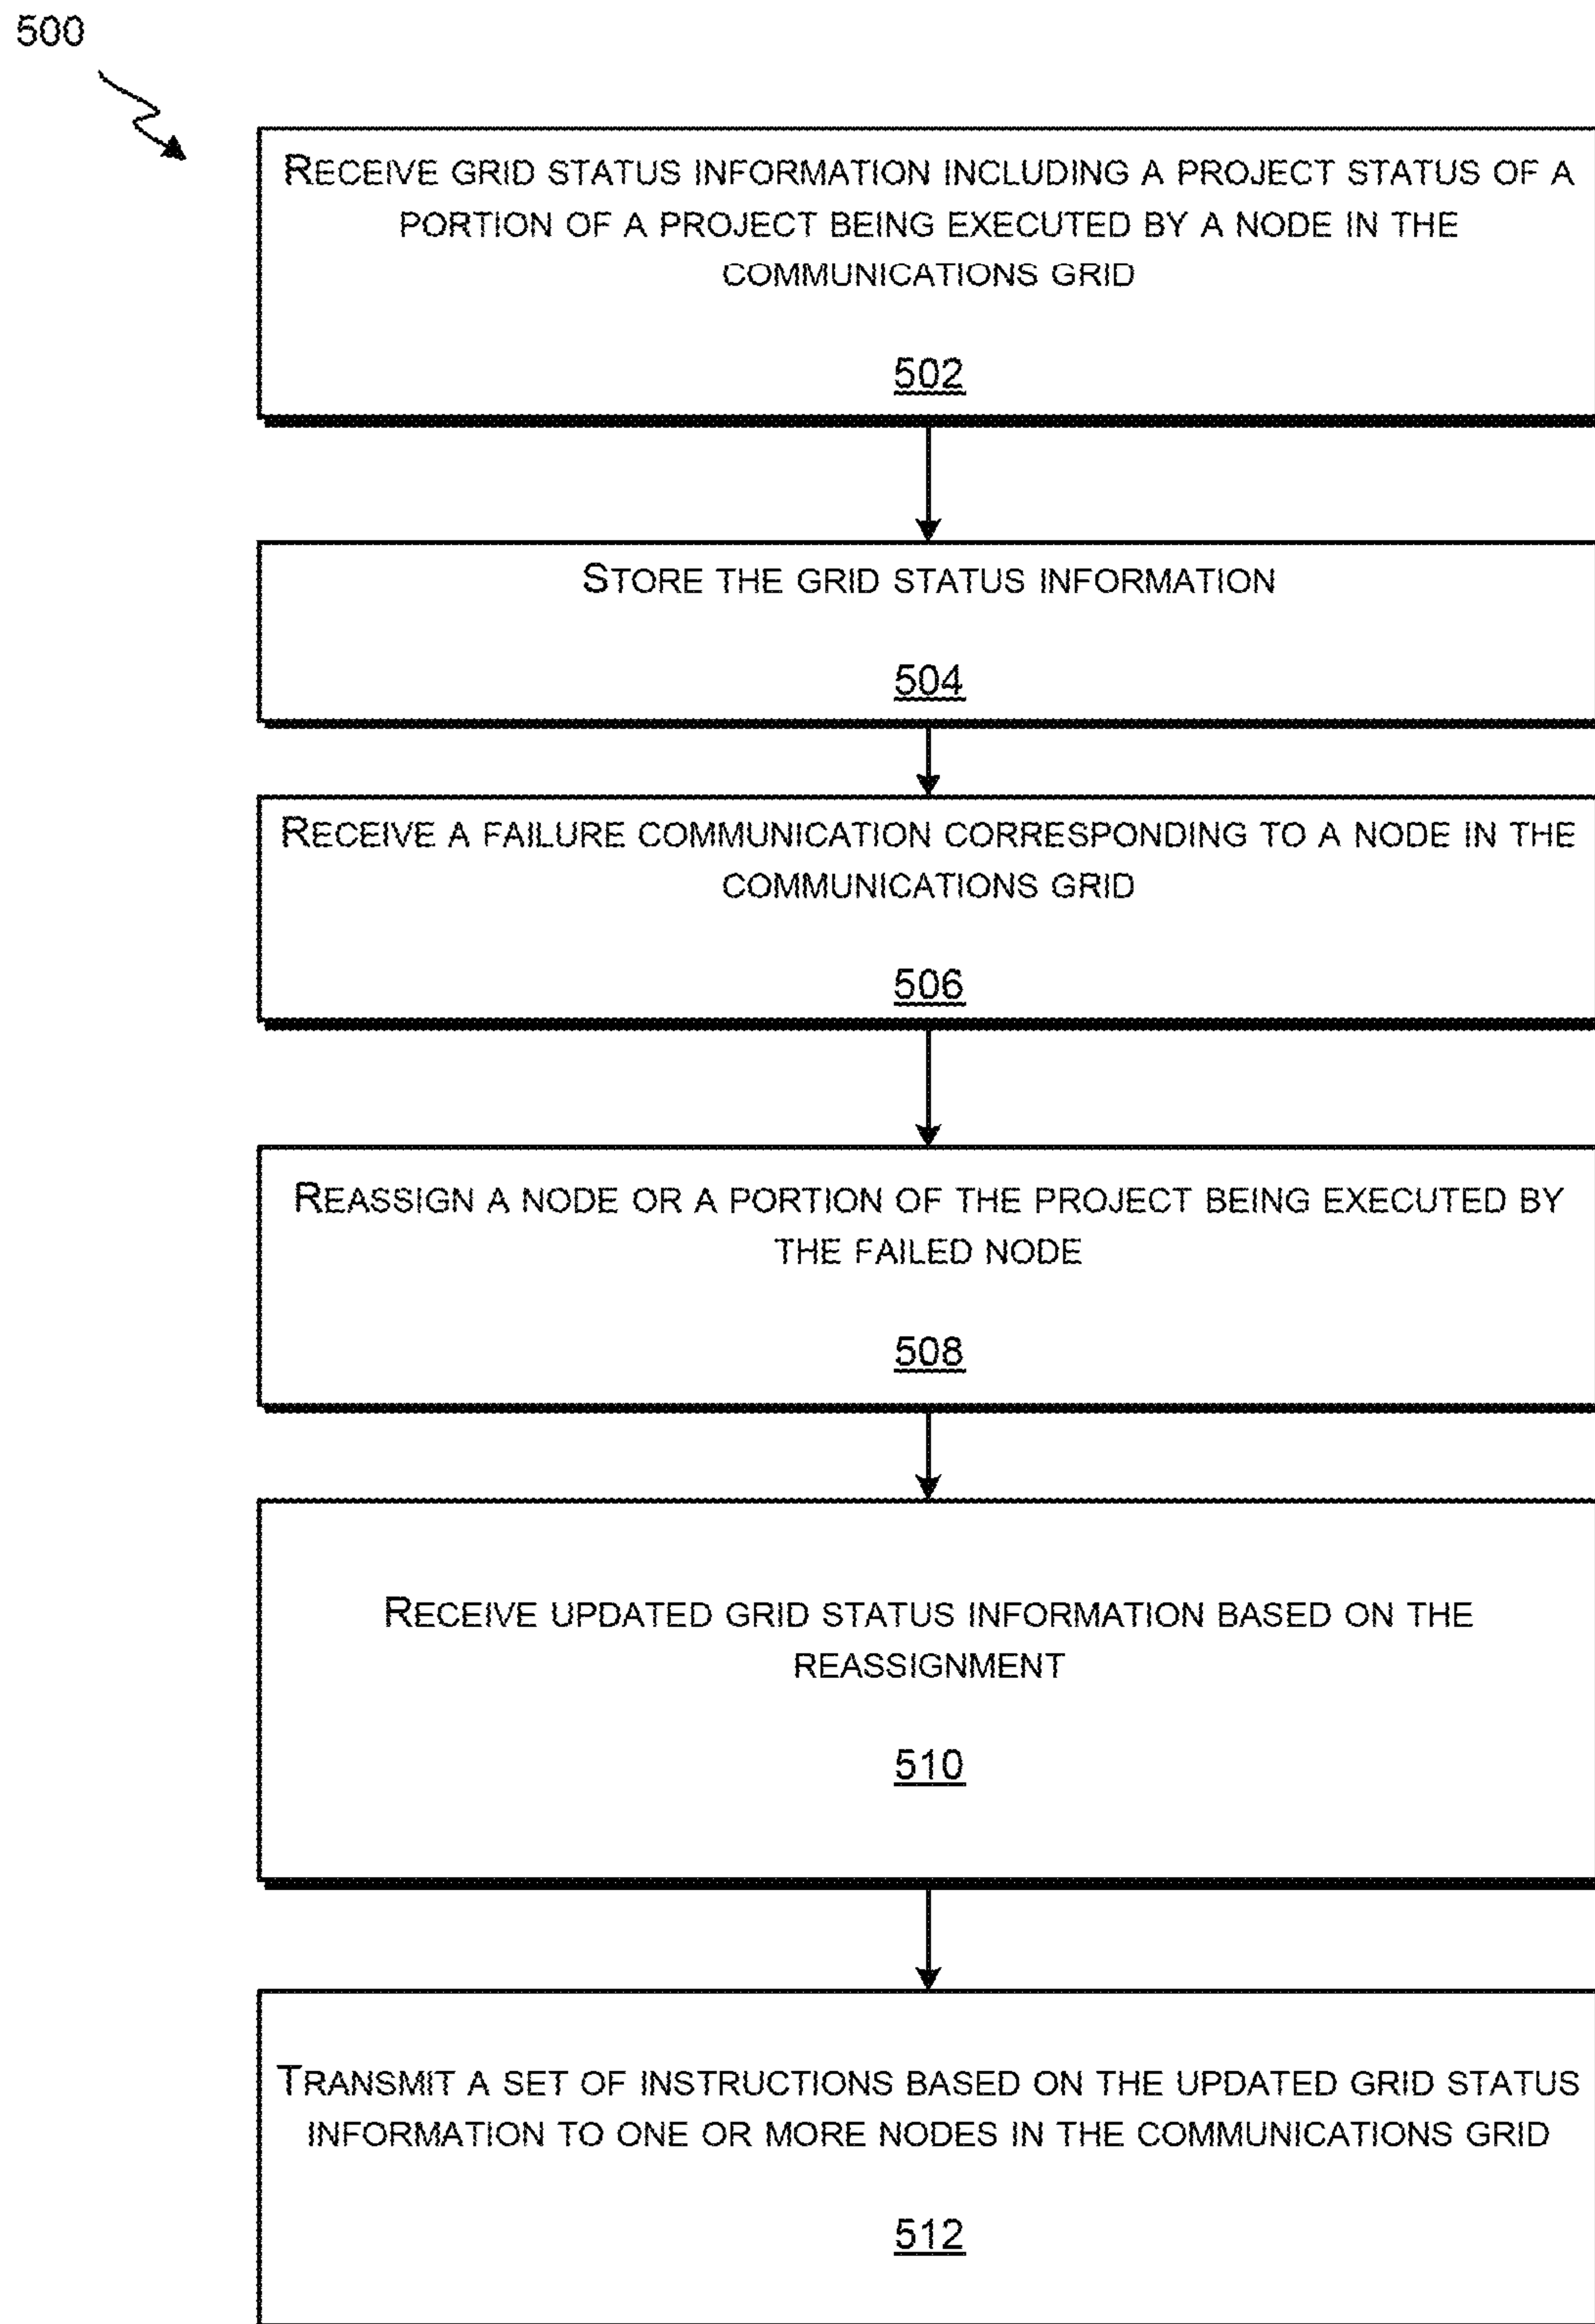 500
RECEIVE GRID STATUS INFORMATION INCLUDING A PROJECT STATUS OF A
PORTION OF A PROJECT BEING EXECUTED BY A NODE IN THE
COMMUNICATIONS GRID
502
STORE THE GRID STATUS INFORMATION
504
RECEIVE A FAILURE COMMUNICATION CORRESPONDING TO A NODE IN THE
COMMUNICATIONS GRID
506
REASSIGN A NODE OR A PORTION OF THE PROJECT BEING EXECUTED BY
THE FAILED NODE
508
RECEIVE UPDATED GRID STATUS INFORMATION BASED ON THE
REASSIGNMENT
510
TRANSMIT A SET OF INSTRUCTIONS BASED ON THE UPDATED GRID STATUS
INFORMATION TO ONE OR MORE NODES IN THE COMMUNICATIONS GRID
512